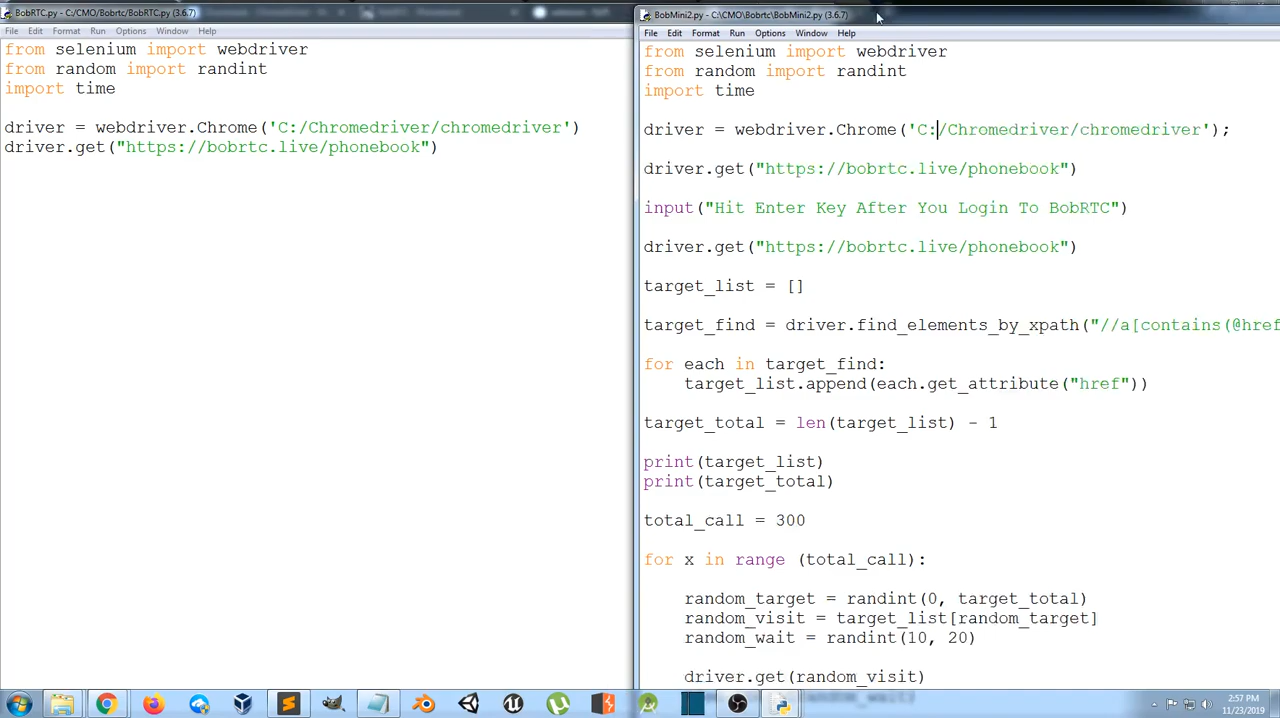 BobRTC.py - C:/CMO/Bobrtc/BobRTC.py (3.6.7)
File Edit Format Run Options Window Help
from selenium import webdriver
from random import randint
import time
driver = webdriver.Chrome('C:/Chromedriver/chromedriver')
driver.get("https://bobrtc.live/phonebook")
BobMini2.py - C:\CMO\Bobrtc\BobMini2.py (3.6.7)
File Edit Format Run Options Window Help
from selenium import webdriver
from random import randint
import time
driver = webdriver.Chrome('C:/Chromedriver/chromedriver');
driver.get("https://bobrtc.live/phonebook")
input("Hit Enter Key After You Login To BobRTC")
driver.get("https://bobrtc.live/phonebook")
target_list = []
target_find = driver.find_elements_by_xpath("//a[contains(@href
for each in target_find:
target_list.append(each.get_attribute("href"))
target_total = len(target_list) - 1
print(target_list)
print(target_total)
total_call = 300
for x in range (total_call):
random_target = randint(0, target_total)
random_visit = target_list[random_target]
random_wait = randint(10, 20)
driver.get(random_visit)
2:57 PM
11/23/2019